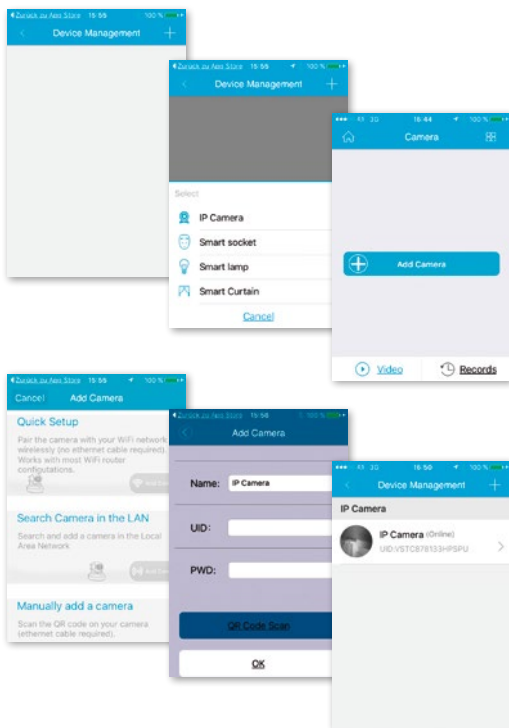 Zurück zu App Store 15:55 100 %
Device Management
Zurück zu App Store 15:55 100 %
Device Management
Select
IP Camera
Smart socket
Smart lamp
Smart Curtain
Cancel
3G 16:44 100 %
Camera
Add Camera
Video Records
Zurück zu App Store 15:55 100 %
Cancel Add Camera
Quick Setup
Pair the camera with your WiFi network
wirelessly (no ethernet cable required).
Works with most WiFi router
configutations.
Search Camera in the LAN
Search and add a camera in the Local
Area Network
Manually add a camera
Scan the QR code on your camera
(ethernet cable required).
Zurück zu App Store 15:56 100 %
Add Camera
Name: IP Camera
UID:
PWD:
QR Code Scan
OK
3G 16:50 100 %
Device Management
IP Camera
IP Camera (Online)
UID:VSTC878133HPSPU